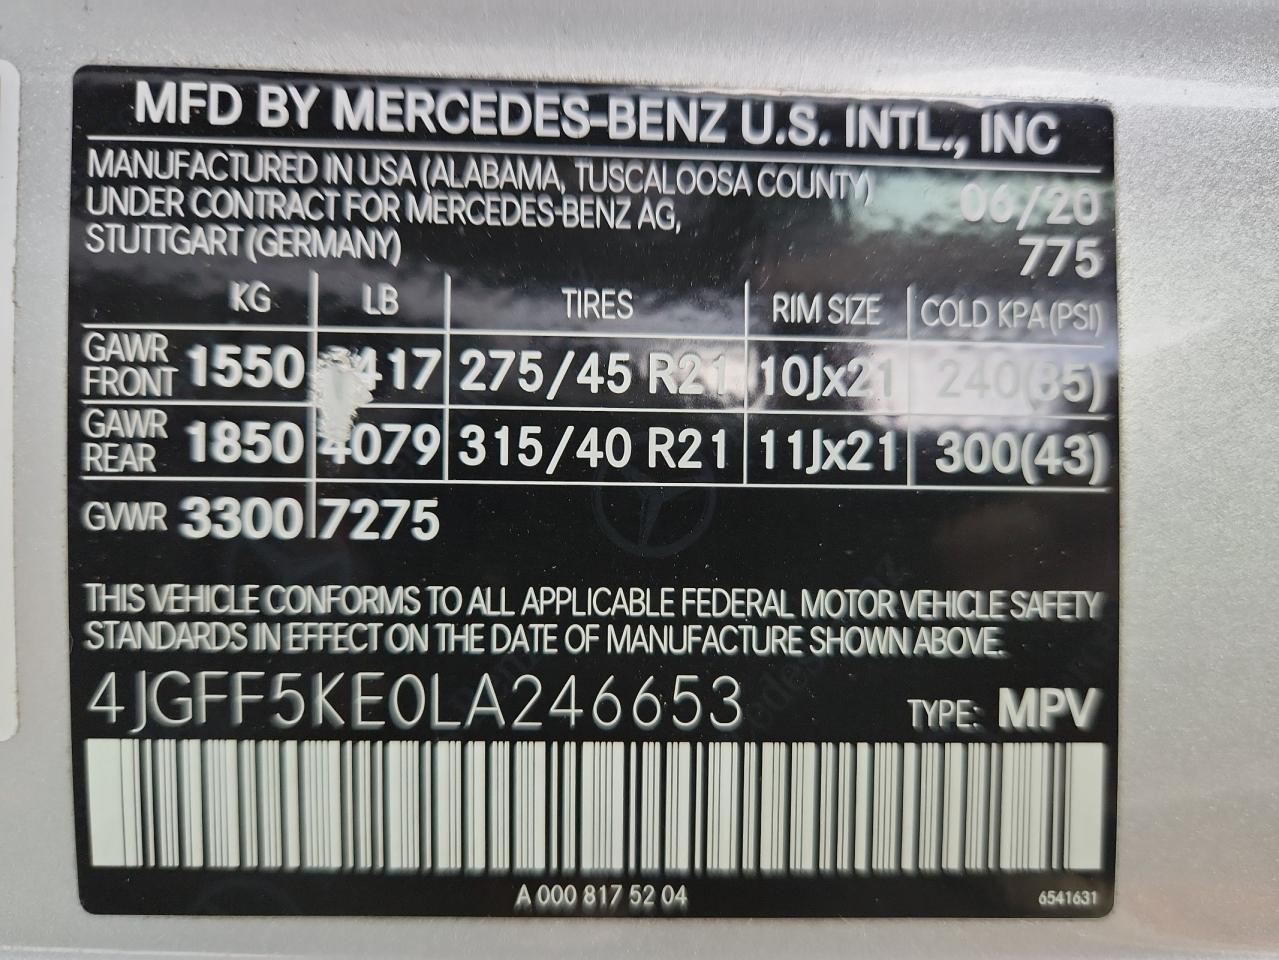 MFD BY MERCEDES-BENZ U.S. INTL., INC
MANUFACTURED IN USA (ALABAMA, TUSCALOOSA COUNTY) 06/20
UNDER CONTRACT FOR MERCEDES-BENZ AG,
STUTTGART (GERMANY) 775
KG LB TIRES RIM SIZE COLD KPA (PSI)
GAWR FRONT 1550 417 275/45 R21 10Jx21 240(35)
GAWR REAR 1850 4079 315/40 R21 11Jx21 300(43)
GVWR 3300 7275
THIS VEHICLE CONFORMS TO ALL APPLICABLE FEDERAL MOTOR VEHICLE SAFETY
STANDARDS IN EFFECT ON THE DATE OF MANUFACTURE SHOWN ABOVE.
4JGFF5KE0LA246653 TYPE: MPV
A 000 817 52 04 6541631